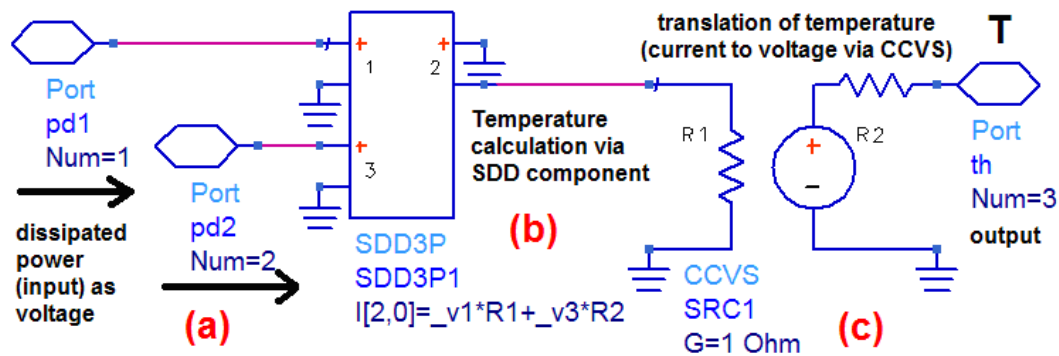 translation of temperature
(current to voltage via CCVS)
T
+
1
+
2
+
3
Port
pd1
Num=1
Port
pd2
Num=2
dissipated
power
(input) as
voltage
(a)
Temperature
calculation via
SDD component
(b)
SDD3P
SDD3P1
I[2,0]=_v1*R1+_v3*R2
R1
+
−
R2
CCVS
SRC1
G=1 Ohm
(c)
Port
th
Num=3
output